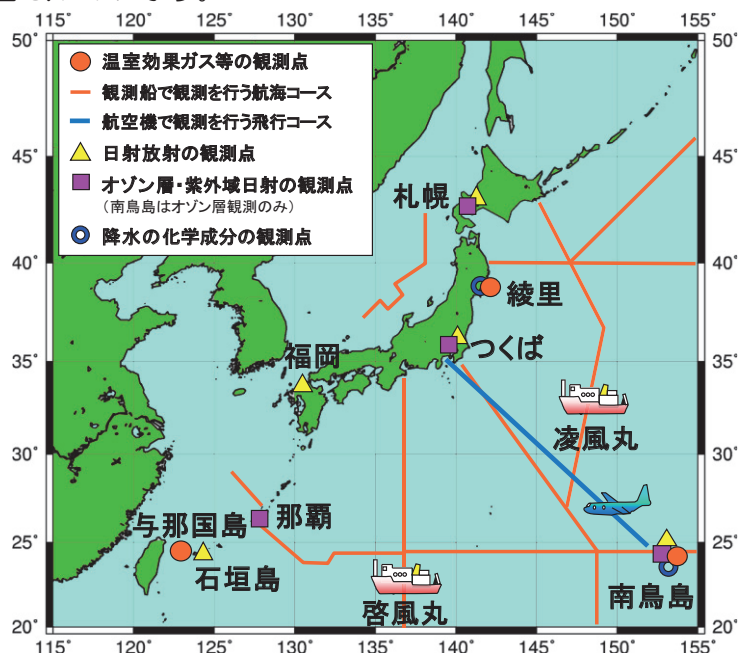 115° 120° 125° 130° 135° 140° 145° 150° 155°
50° 50°
温室効果ガス等の観測点
観測船で観測を行う航海コース
航空機で観測を行う飛行コース
日射放射の観測点
オゾン層・紫外域日射の観測点
(南鳥島はオゾン層観測のみ)
降水の化学成分の観測点
45° 45°
札幌
40° 40°
綾里
つくば
福岡
35° 35°
凌風丸
30° 30°
那覇
与那国島
25° 25°
石垣島
南鳥島
啓風丸
20° 20°
115° 120° 125° 130° 135° 140° 145° 150° 155°